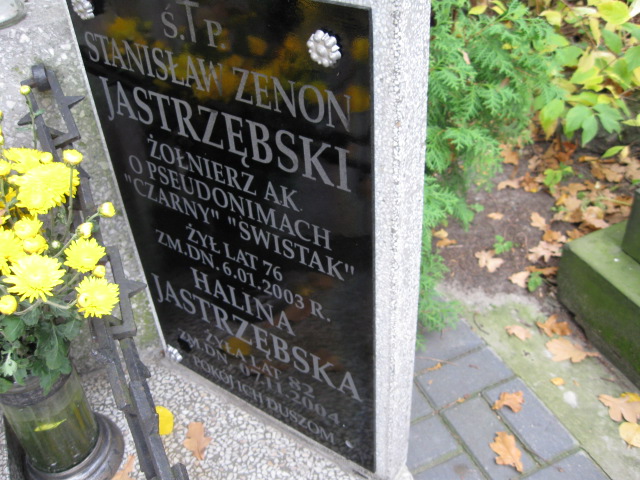 Ś.†P.
STANISŁAW ZENON
JASTRZĘBSKI
ŻOŁNIERZ AK
O PSEUDONIMACH
"CZARNY" "ŚWISTAK"
ŻYŁ LAT 76
ZM.DN. 6.01.2003 R.
HALINA
JASTRZĘBSKA
ŻYŁA LAT 82
ZM.DN. 07.11.2004.
POKÓJ ICH DUSZOM